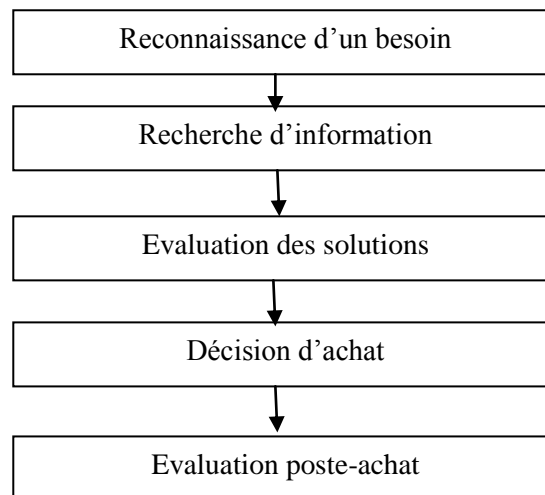 Reconnaissance d’un besoin
Recherche d’information
Evaluation des solutions
Décision d’achat
Evaluation poste-achat